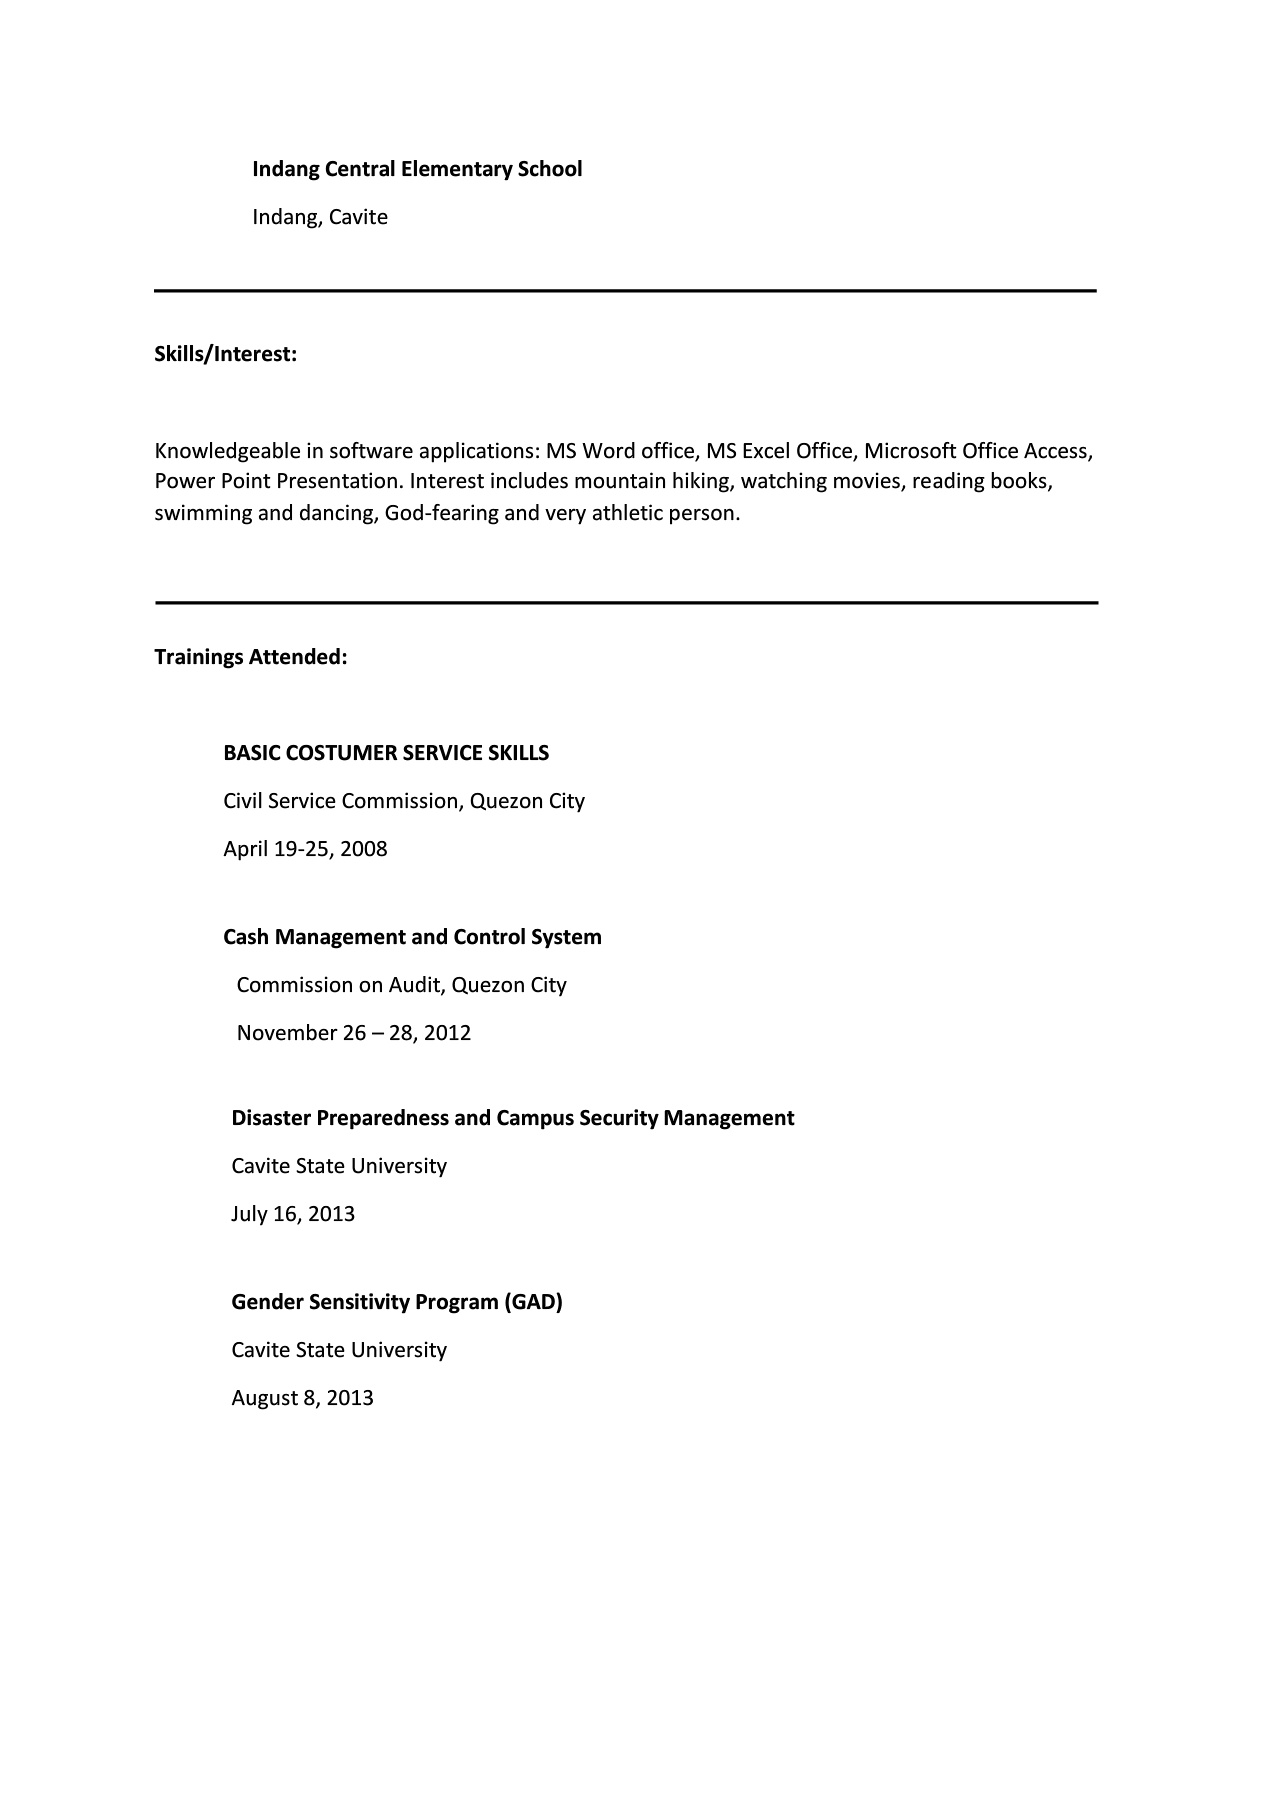 Indang Central Elementary School
Indang, Cavite
Skills/Interest:
Knowledgeable in software applications: MS Word office, MS Excel Office, Microsoft Office Access,
Power Point Presentation. Interest includes mountain hiking, watching movies, reading books,
swimming and dancing, God-fearing and very athletic person.
Trainings Attended:
BASIC COSTUMER SERVICE SKILLS
Civil Service Commission, Quezon City
April 19-25, 2008
Cash Management and Control System
Commission on Audit, Quezon City
November 26 – 28, 2012
Disaster Preparedness and Campus Security Management
Cavite State University
July 16, 2013
Gender Sensitivity Program (GAD)
Cavite State University
August 8, 2013